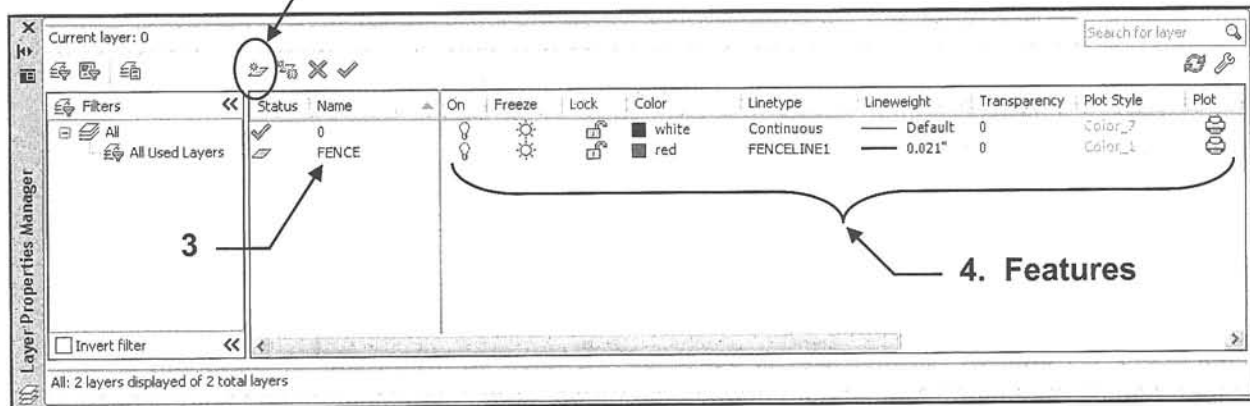 Current layer: 0
Search for layer
Filters
Status Name On Freeze Lock Color Linetype Lineweight Transparency Plot Style Plot
All
0 white Continuous Default 0 Color_7
All Used Layers
FENCE red FENCELINE1 0.021" 0 Color_1
3
4. Features
Invert filter
All: 2 layers displayed of 2 total layers
Layer Properties Manager